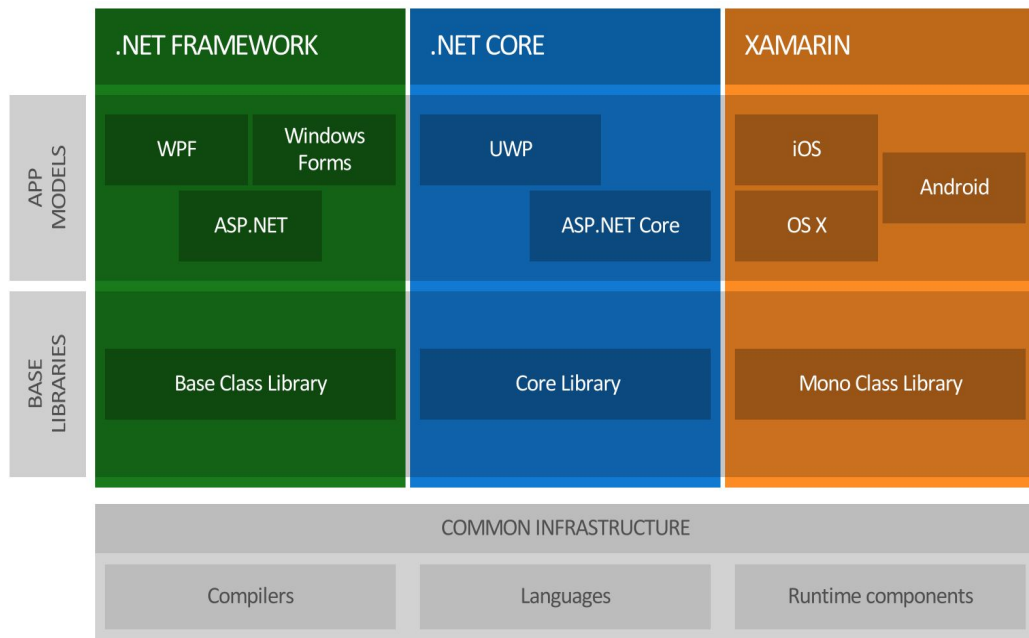 .NET FRAMEWORK
.NET CORE
XAMARIN
APP
MODELS
WPF
Windows
Forms
ASP.NET
UWP
ASP.NET Core
iOS
Android
OS X
BASE
LIBRARIES
Base Class Library
Core Library
Mono Class Library
COMMON INFRASTRUCTURE
Compilers
Languages
Runtime components